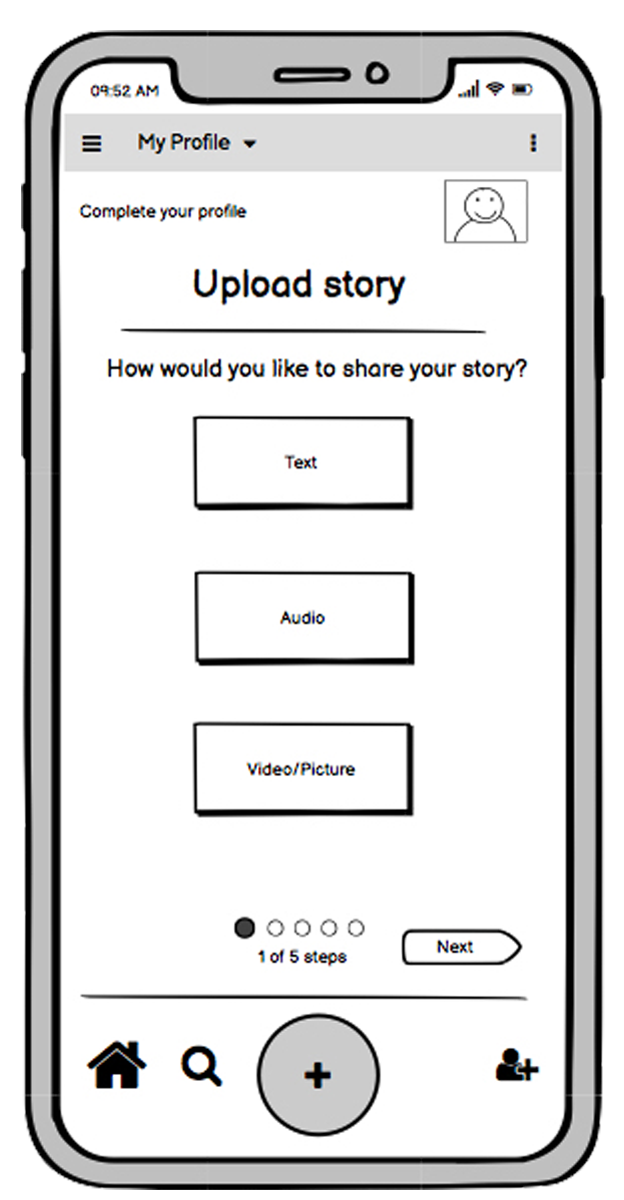 09:52 AM
My Profile
Complete your profile
Upload story
How would you like to share your story?
Text
Audio
Video/Picture
1 of 5 steps
Next